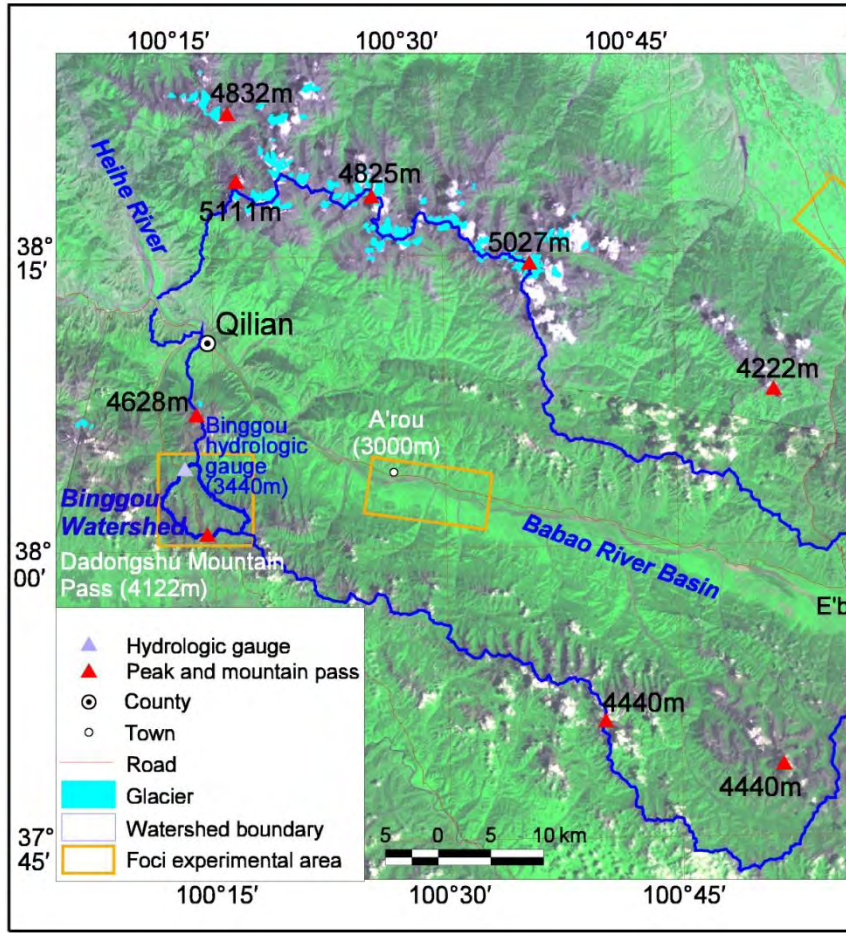 100°15′ 100°30′ 100°45′
4832m
Heihe River
4825m
5111m
5027m
38°
15′
Qilian
4222m
4628m
A'rou
(3000m)
Binggou
hydrologic
gauge
(3440m)
Binggou
Watershed
Babao River Basin
38°
00′
Dadongshu Mountain
Pass (4122m)
E'b
Hydrologic gauge
Peak and mountain pass
County
Town
Road
Glacier
Watershed boundary
Foci experimental area
4440m
4440m
37°
45′
5 0 5 10 km
100°15′ 100°30′ 100°45′